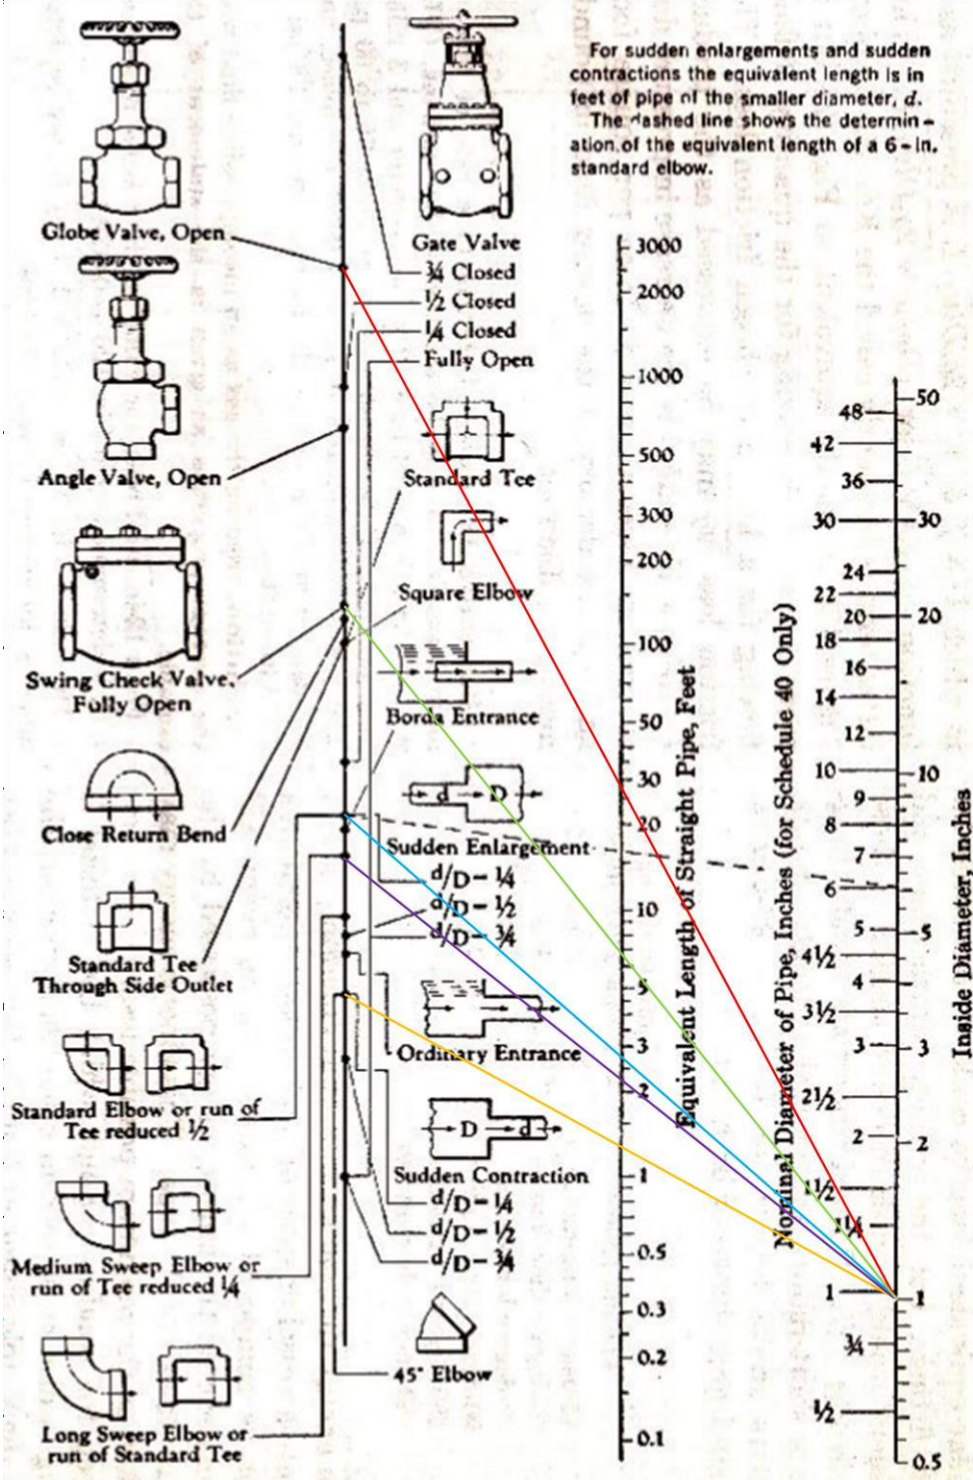 For sudden enlargements and sudden
contractions the equivalent length is in
feet of pipe of the smaller diameter, d.
The dashed line shows the determin-
ation of the equivalent length of a 6-in.
standard elbow.
Globe Valve, Open
Gate Valve
¾ Closed
½ Closed
¼ Closed
Fully Open
Angle Valve, Open
Standard Tee
Square Elbow
Swing Check Valve,
Fully Open
Borda Entrance
Close Return Bend
d
D
Sudden Enlargement
d/D-¼
d/D-½
d/D-¾
Standard Tee
Through Side Outlet
Ordinary Entrance
Standard Elbow or run of
Tee reduced ½
D
d
Sudden Contraction
d/D-¼
d/D-½
d/D-¾
Medium Sweep Elbow or
run of Tee reduced ¼
45° Elbow
Long Sweep Elbow or
run of Standard Tee
3000
2000
1000
500
300
200
100
50
30
20
10
5
3
2
1
0.5
0.3
0.2
0.1
Equivalent Length of Straight Pipe, Feet
Nominal Diameter of Pipe, Inches (for Schedule 40 Only)
48
42
36
30
24
22
20
18
16
14
12
10
9
8
7
6
5
4½
4
3½
3
2½
2
1½
1¼
1
¾
½
50
30
20
10
5
3
2
1
0.5
Inside Diameter, Inches